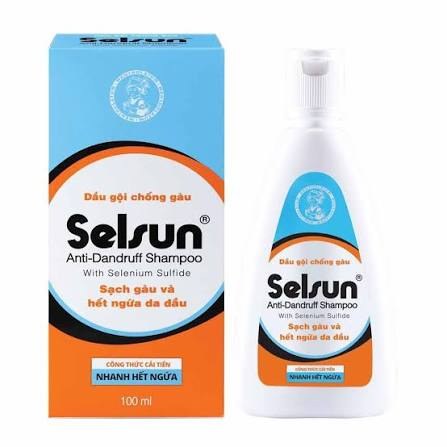 Dầu gội chống gàu
Selsun®
Anti-Dandruff Shampoo
With Selenium Sulfide
Sạch gàu và
hết ngứa da đầu
CÔNG THỨC CẢI TIẾN
NHANH HẾT NGỨA
100 ml
Dầu gội chống gàu
Selsun®
Anti-Dandruff Shampoo
With Selenium Sulfide
Sạch gàu và
hết ngứa da đầu
CÔNG THỨC CẢI TIẾN
NHANH HẾT NGỨA